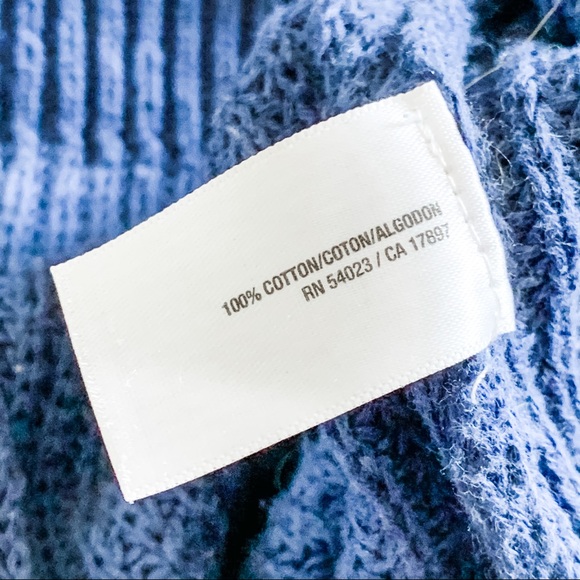 100% COTTON/COTON/ALGODON
RN 54023 / CA 17897